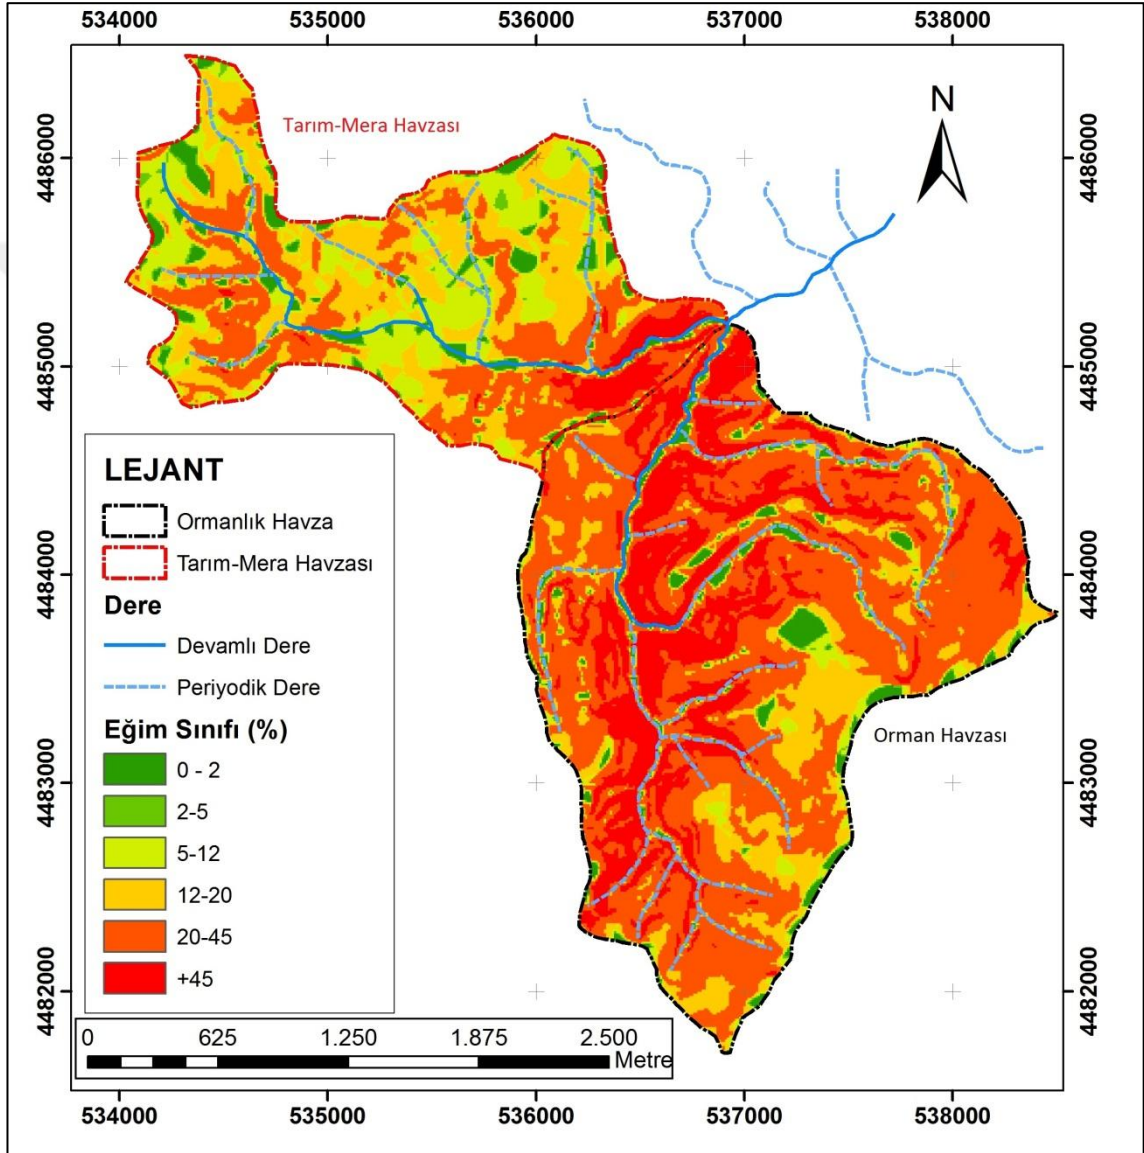 534000 535000 536000 537000 538000
N
Tarım-Mera Havzası
4486000 4486000
4485000 4485000
4484000 4484000
4483000 4483000
4482000 4482000
LEJANT
Ormanlık Havza
Tarım-Mera Havzası
Dere
Devamlı Dere
Periyodik Dere
Eğim Sınıfı (%)
0 - 2
2-5
5-12
12-20
20-45
+45
Orman Havzası
0 625 1.250 1.875 2.500
Metre
534000 535000 536000 537000 538000